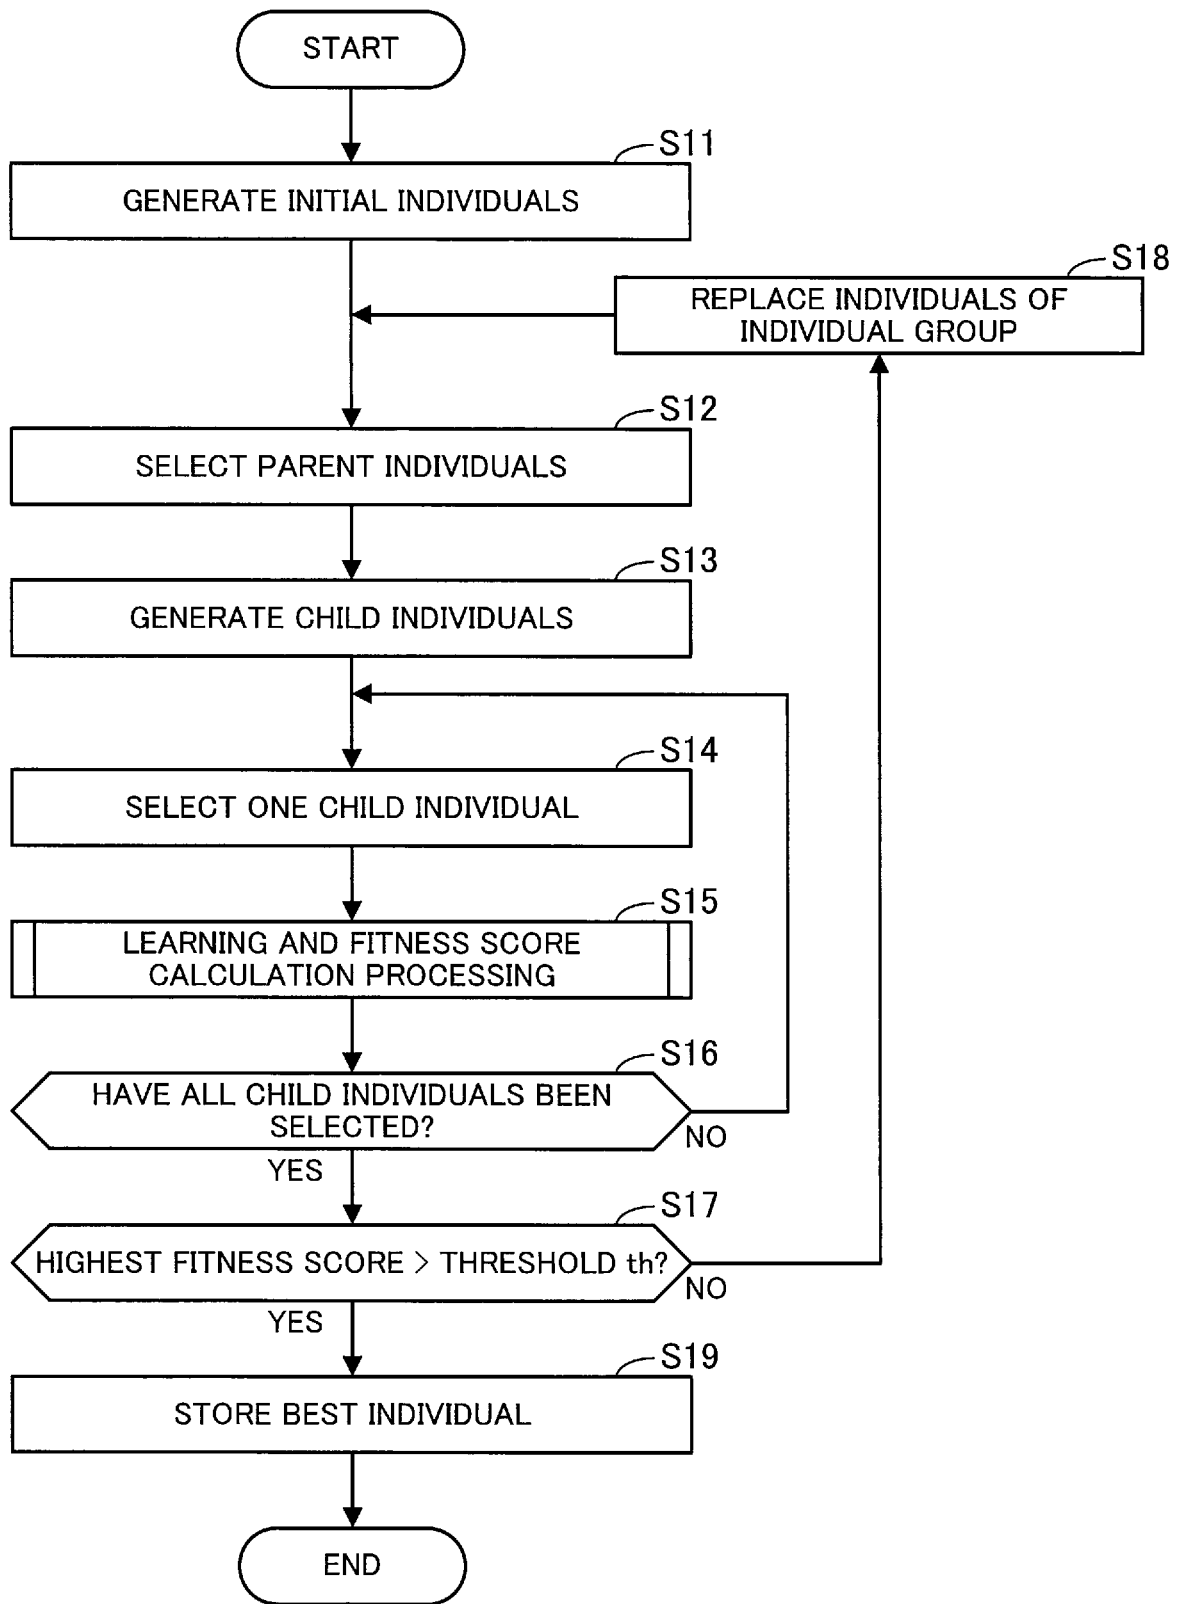 START
S11
GENERATE INITIAL INDIVIDUALS
S18
REPLACE INDIVIDUALS OF
INDIVIDUAL GROUP
S12
SELECT PARENT INDIVIDUALS
S13
GENERATE CHILD INDIVIDUALS
S14
SELECT ONE CHILD INDIVIDUAL
S15
LEARNING AND FITNESS SCORE
CALCULATION PROCESSING
S16
HAVE ALL CHILD INDIVIDUALS BEEN
SELECTED?
NO
YES
S17
HIGHEST FITNESS SCORE > THRESHOLD th?
NO
YES
S19
STORE BEST INDIVIDUAL
END